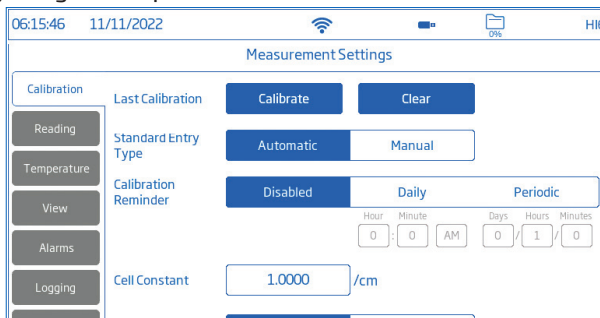 06:15:46 11/11/2022 0% HI6
Measurement Settings
Calibration
Last Calibration Calibrate Clear
Reading
Standard Entry Type Automatic Manual
Temperature
Calibration Reminder Disabled Daily Periodic
View
Hour Minute Days Hours Minutes
0 : 0 AM 0 / 1 / 0
Alarms
Logging
Cell Constant 1.0000 /cm